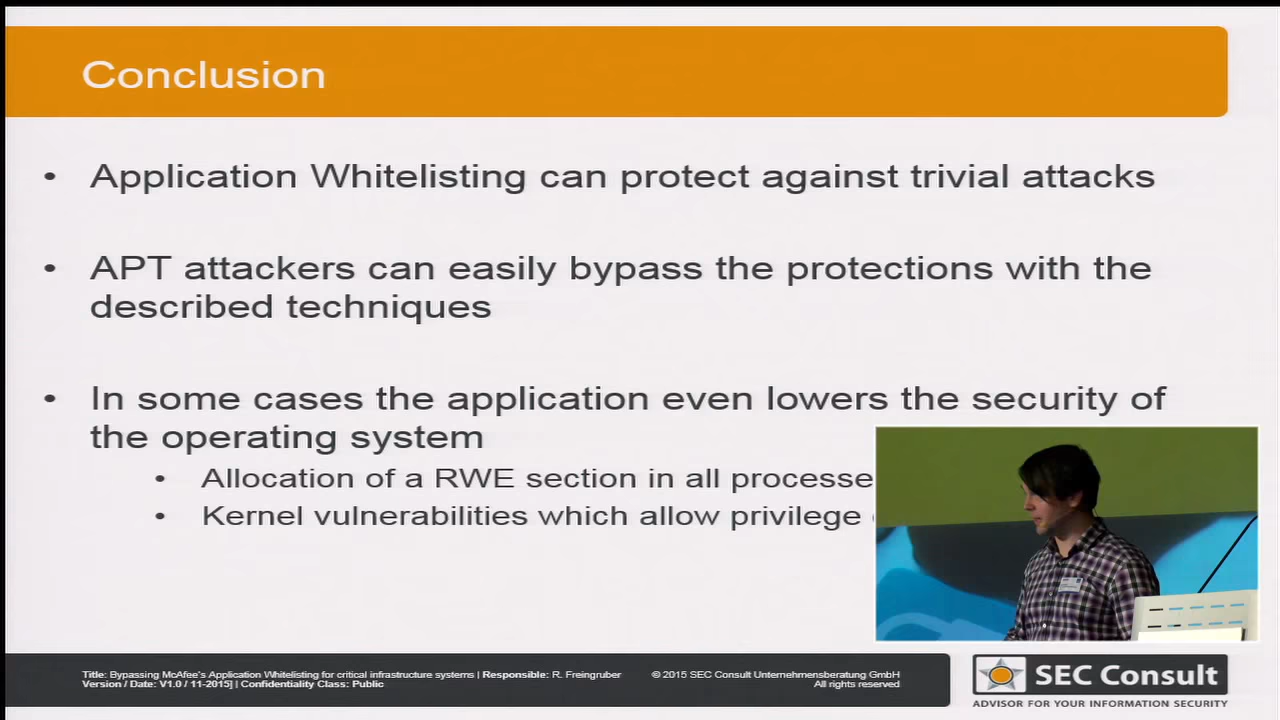 Conclusion
• Application Whitelisting can protect against trivial attacks
• APT attackers can easily bypass the protections with the
described techniques
• In some cases the application even lowers the security of
the operating system
• Allocation of a RWE section in all processe
• Kernel vulnerabilities which allow privilege
Title: Bypassing McAfee's Application Whitelisting for critical infrastructure systems | Responsible: R. Freingruber
Version / Date: V1.0 / 11-2015] | Confidentiality Class: Public
© 2015 SEC Consult Unternehmensberatung GmbH
All rights reserved
SEC Consult
ADVISOR FOR YOUR INFORMATION SECURITY